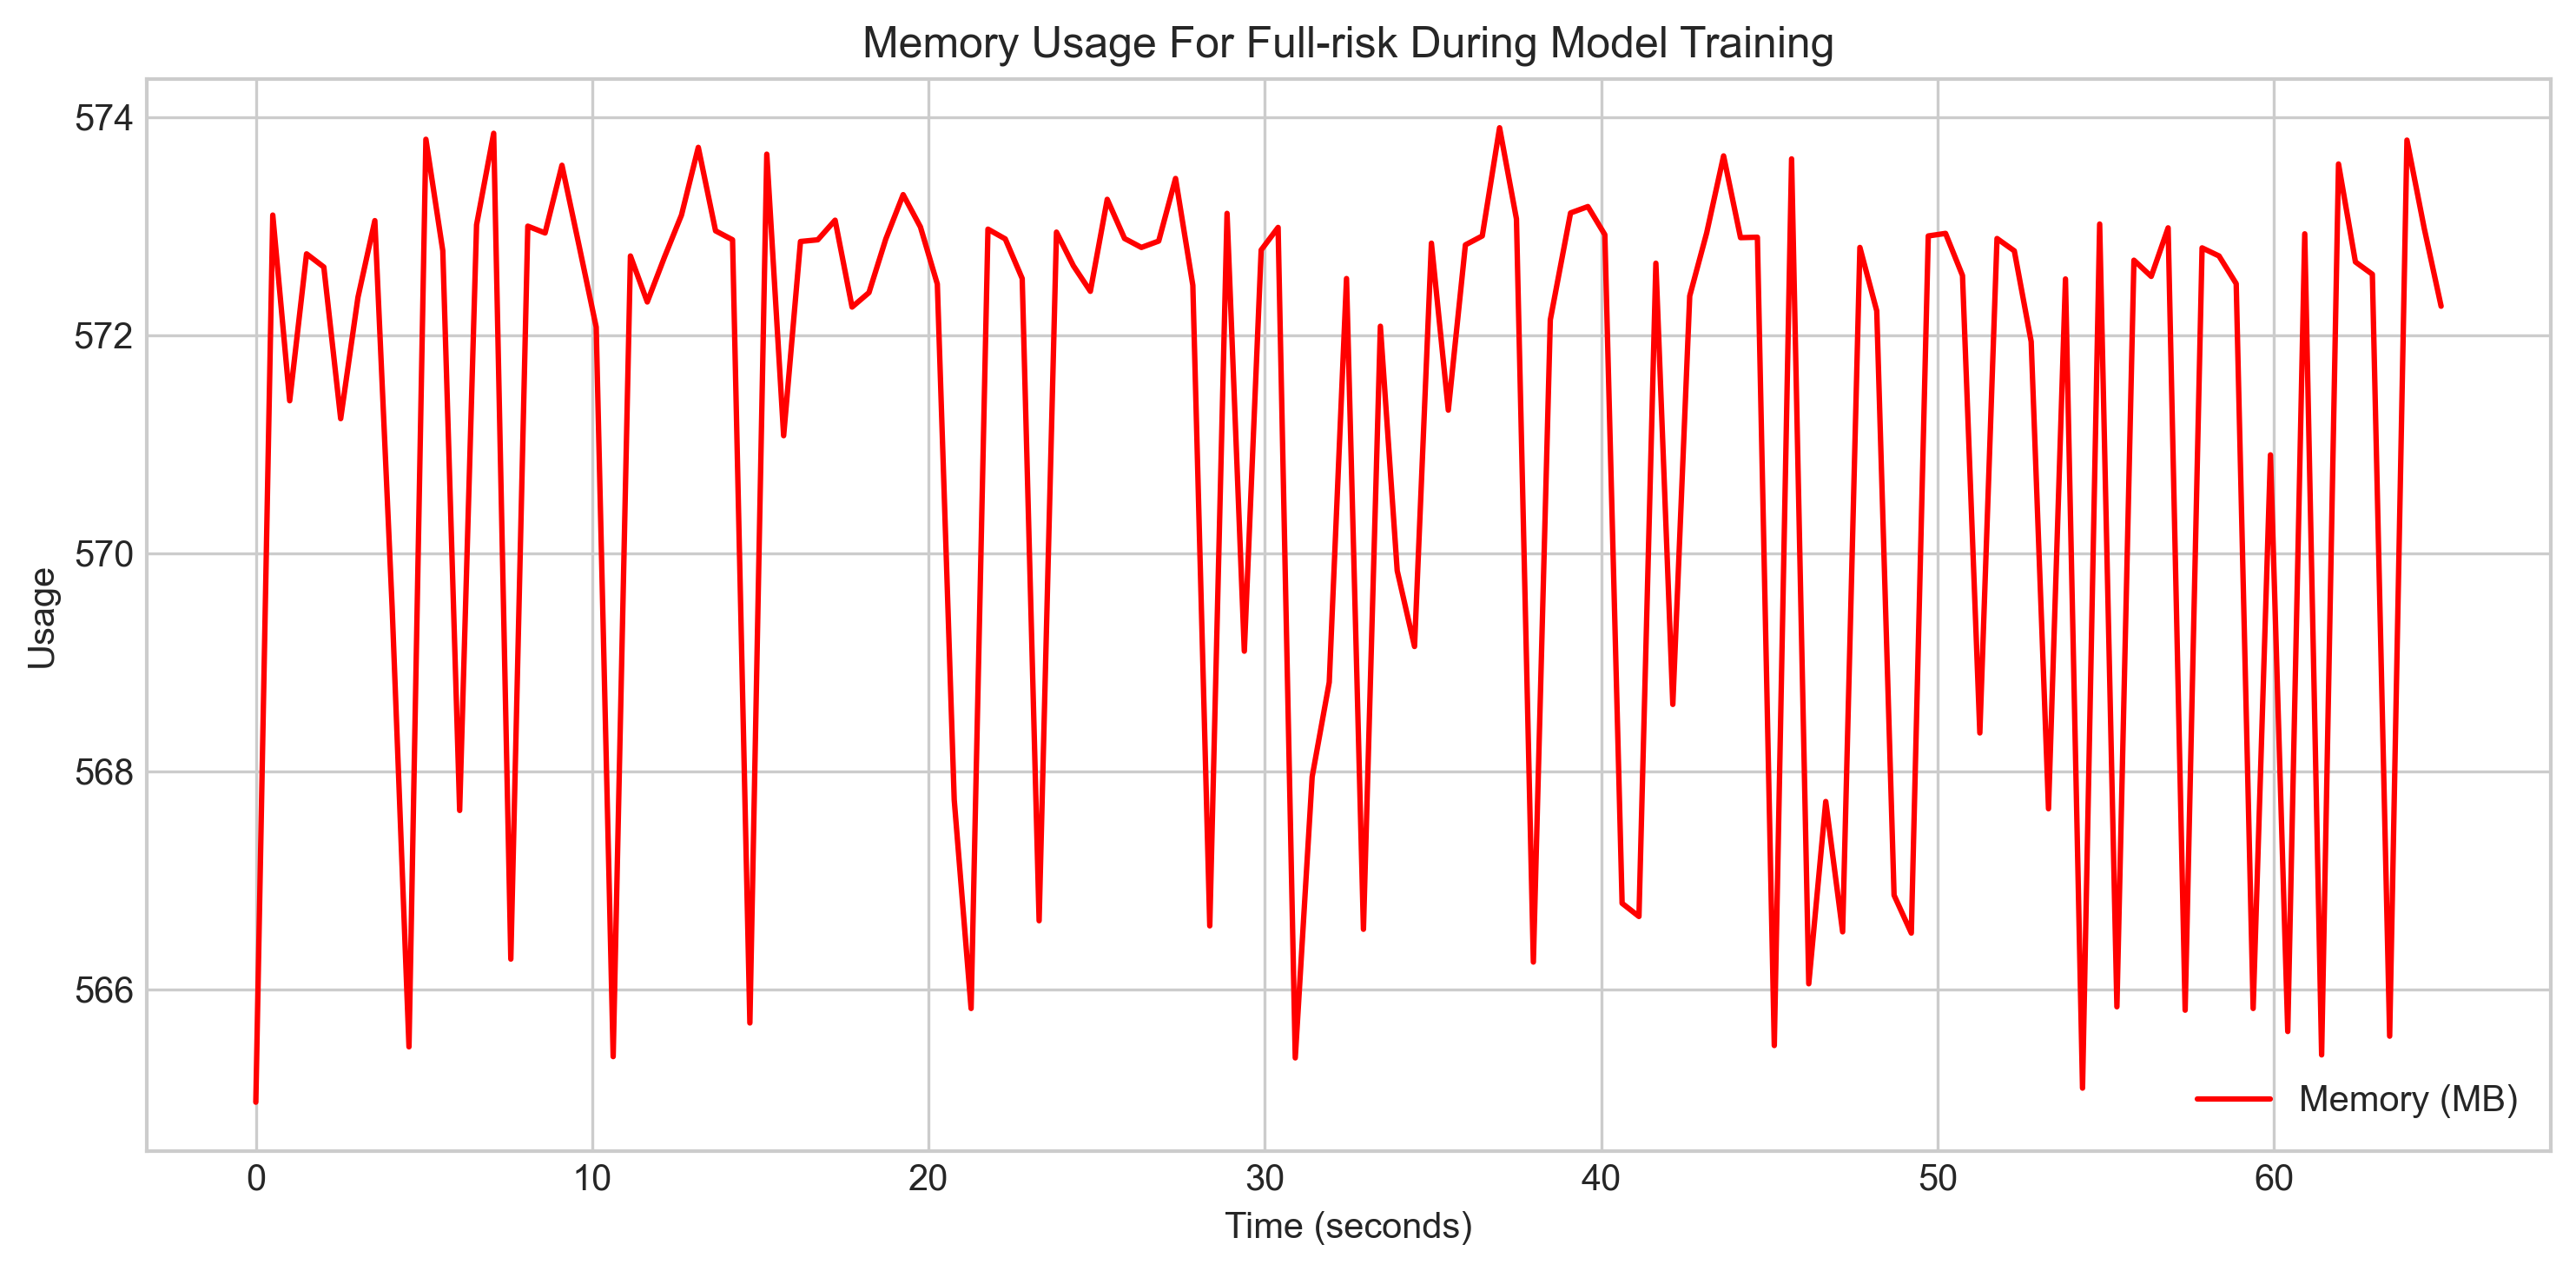 Memory Usage For Full-risk During Model Training
574
572
570
568
566
Usage
Memory (MB)
0 10 20 30 40 50 60
Time (seconds)